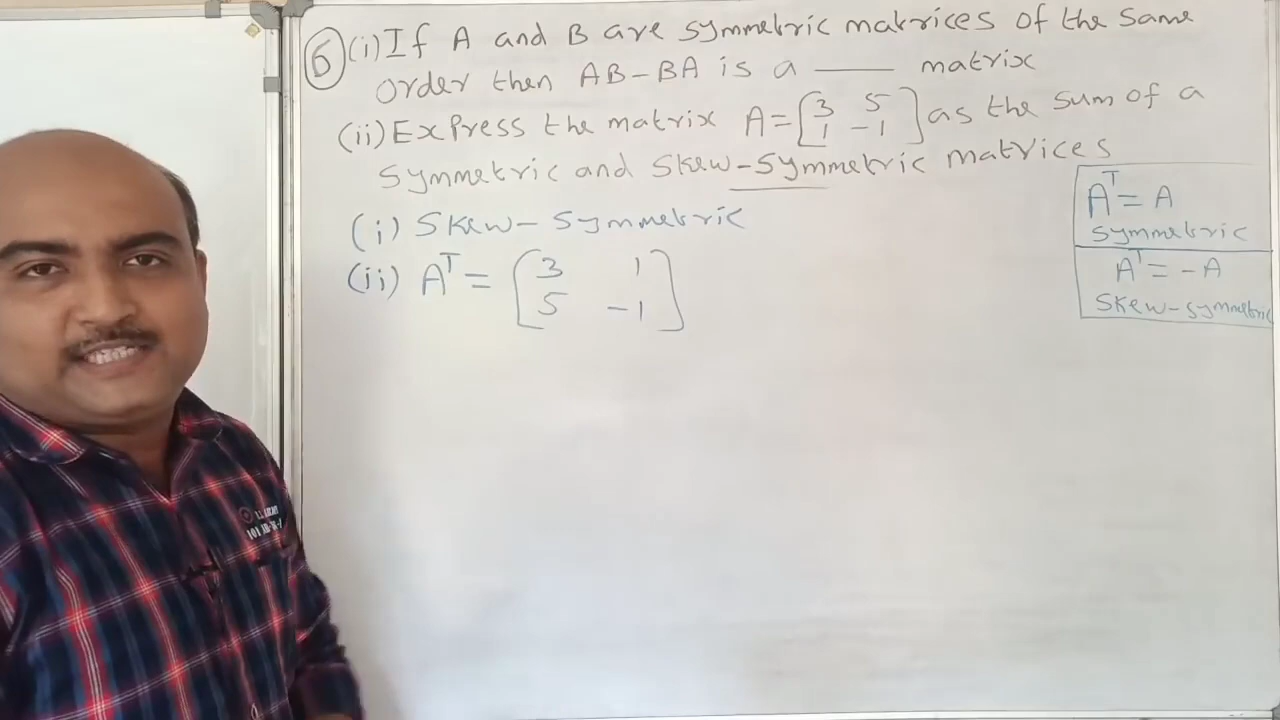 6 (i) If A and B are symmetric matrices of the same
order then AB-BA is a ____ matrix
(ii) Express the matrix A = [3 5
1 -1] as the sum of a
symmetric and skew-symmetric matrices
(i) Skew-symmetric
(ii) A^T = [3 1
5 -1]
A^T = A
symmetric
A^T = -A
Skew-symmetric